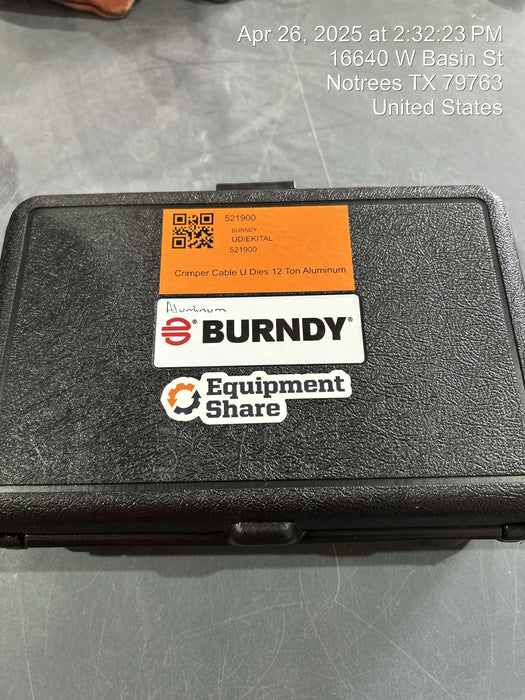 Apr 26, 2025 at 2:32:23 PM
16640 W Basin St
Notrees TX 79763
United States
521900
BURNDY
UDIEKITAL
521900
Crimper Cable U Dies 12 Ton Aluminum
Aluminum
BURNDY®
Equipment
Share